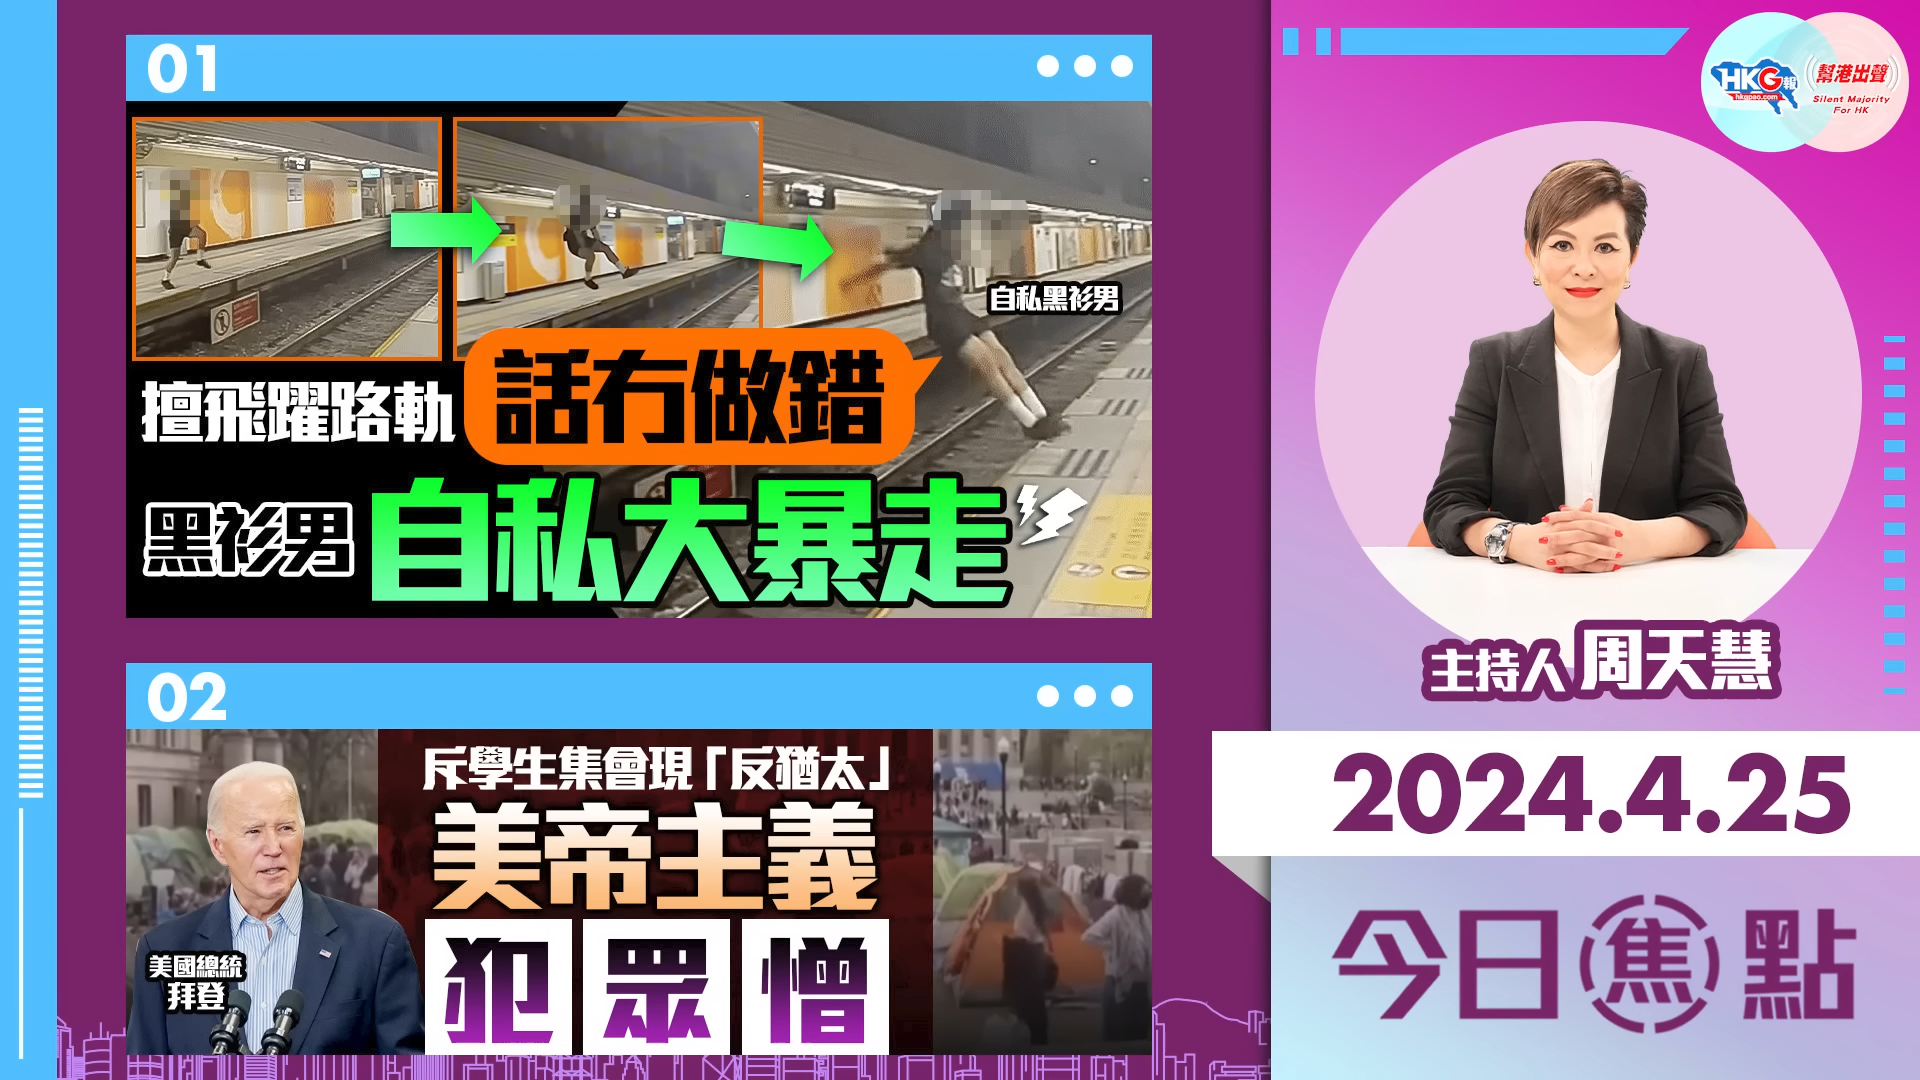 01
自私黑衫男
擅飛躍路軌
話冇做錯
黑衫男自私大暴走
02
斥學生集會現「反猶太」
美帝主義
犯眾憎
美國總統
拜登
HKG報
hkgpao.com
幫港出聲
Silent Majority
For HK
主持人 周天慧
2024.4.25
今日焦點